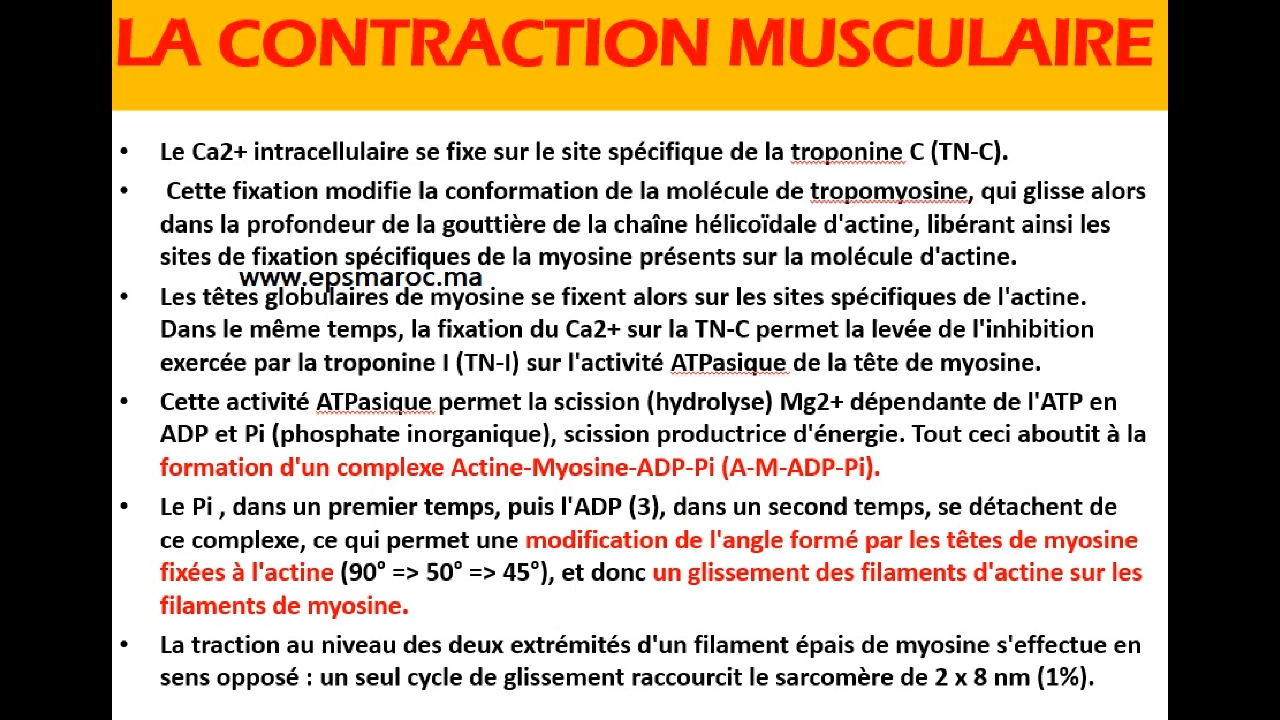 LA CONTRACTION MUSCULAIRE
• Le Ca2+ intracellulaire se fixe sur le site spécifique de la troponine C (TN-C).
• Cette fixation modifie la conformation de la molécule de tropomyosine, qui glisse alors
dans la profondeur de la gouttière de la chaîne hélicoïdale d'actine, libérant ainsi les
sites de fixation spécifiques de la myosine présents sur la molécule d'actine.
www.epsmaroc.ma
• Les têtes globulaires de myosine se fixent alors sur les sites spécifiques de l'actine.
Dans le même temps, la fixation du Ca2+ sur la TN-C permet la levée de l'inhibition
exercée par la troponine I (TN-I) sur l'activité ATPasique de la tête de myosine.
• Cette activité ATPasique permet la scission (hydrolyse) Mg2+ dépendante de l'ATP en
ADP et Pi (phosphate inorganique), scission productrice d'énergie. Tout ceci aboutit à la
formation d'un complexe Actine-Myosine-ADP-Pi (A-M-ADP-Pi).
• Le Pi , dans un premier temps, puis l'ADP (3), dans un second temps, se détachent de
ce complexe, ce qui permet une modification de l'angle formé par les têtes de myosine
fixées à l'actine (90° => 50° => 45°), et donc un glissement des filaments d'actine sur les
filaments de myosine.
• La traction au niveau des deux extrémités d'un filament épais de myosine s'effectue en
sens opposé : un seul cycle de glissement raccourcit le sarcomère de 2 x 8 nm (1%).